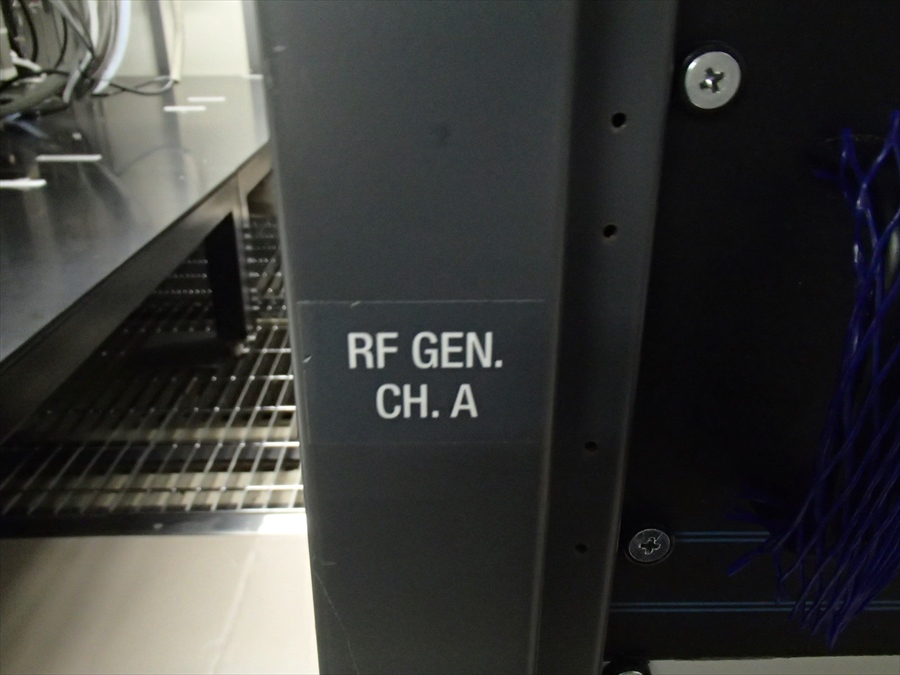 RF GEN.
CH. A